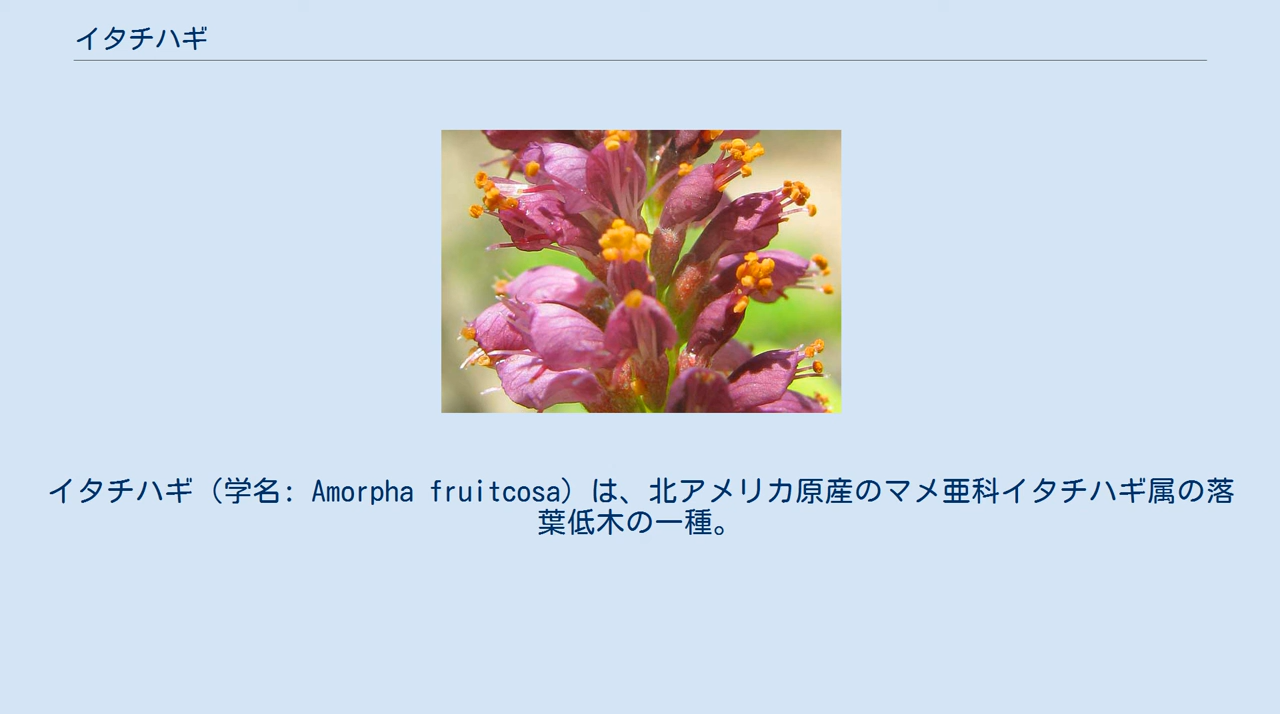 イタチハギ
イタチハギ（学名: Amorpha fruitcosa）は、北アメリカ原産のマメ亜科イタチハギ属の落
葉低木の一種。